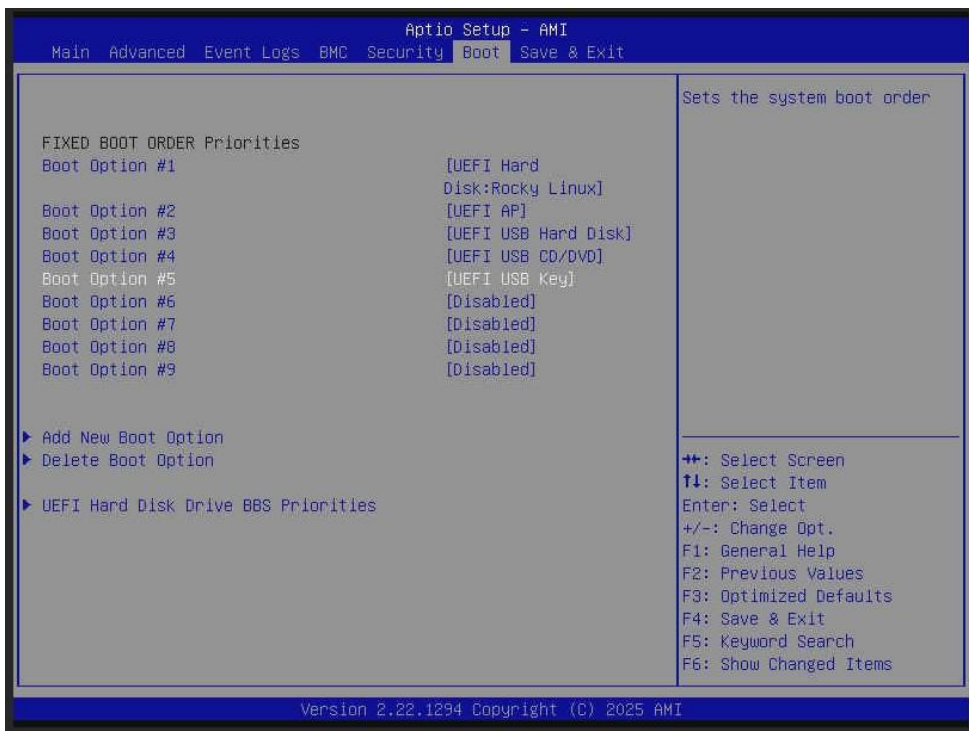 Aptio Setup – AMI
Main Advanced Event Logs BMC Security Boot Save & Exit
Sets the system boot order
FIXED BOOT ORDER Priorities
Boot Option #1 [UEFI Hard
Disk:Rocky Linux]
Boot Option #2 [UEFI AP]
Boot Option #3 [UEFI USB Hard Disk]
Boot Option #4 [UEFI USB CD/DVD]
Boot Option #5 [UEFI USB Key]
Boot Option #6 [Disabled]
Boot Option #7 [Disabled]
Boot Option #8 [Disabled]
Boot Option #9 [Disabled]
Add New Boot Option
Delete Boot Option
UEFI Hard Disk Drive BBS Priorities
→←: Select Screen
↑↓: Select Item
Enter: Select
+/-: Change Opt.
F1: General Help
F2: Previous Values
F3: Optimized Defaults
F4: Save & Exit
F5: Keyword Search
F6: Show Changed Items
Version 2.22.1294 Copyright (C) 2025 AMI